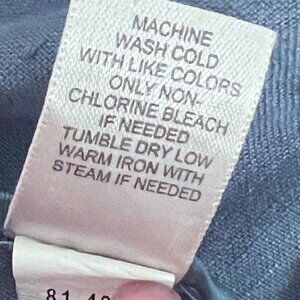 MACHINE
WASH COLD
WITH LIKE COLORS
ONLY NON-
CHLORINE BLEACH
IF NEEDED
TUMBLE DRY LOW
WARM IRON WITH
STEAM IF NEEDED
81